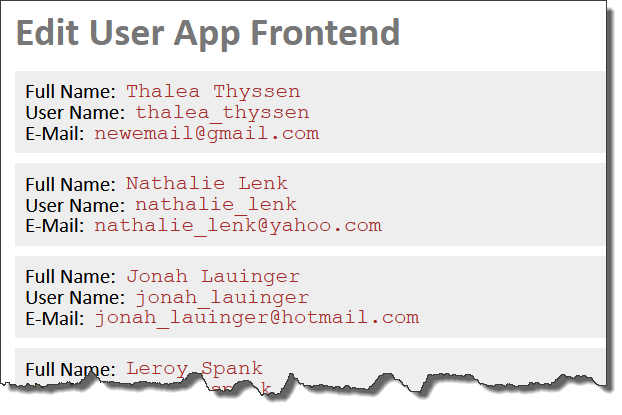 Edit User App Frontend
Full Name: Thalea Thyssen
User Name: thalea_thyssen
E-Mail: newemail@gmail.com
Full Name: Nathalie Lenk
User Name: nathalie_lenk
E-Mail: nathalie_lenk@yahoo.com
Full Name: Jonah Lauinger
User Name: jonah_lauinger
E-Mail: jonah_lauinger@hotmail.com
Full Name: Leroy Spank